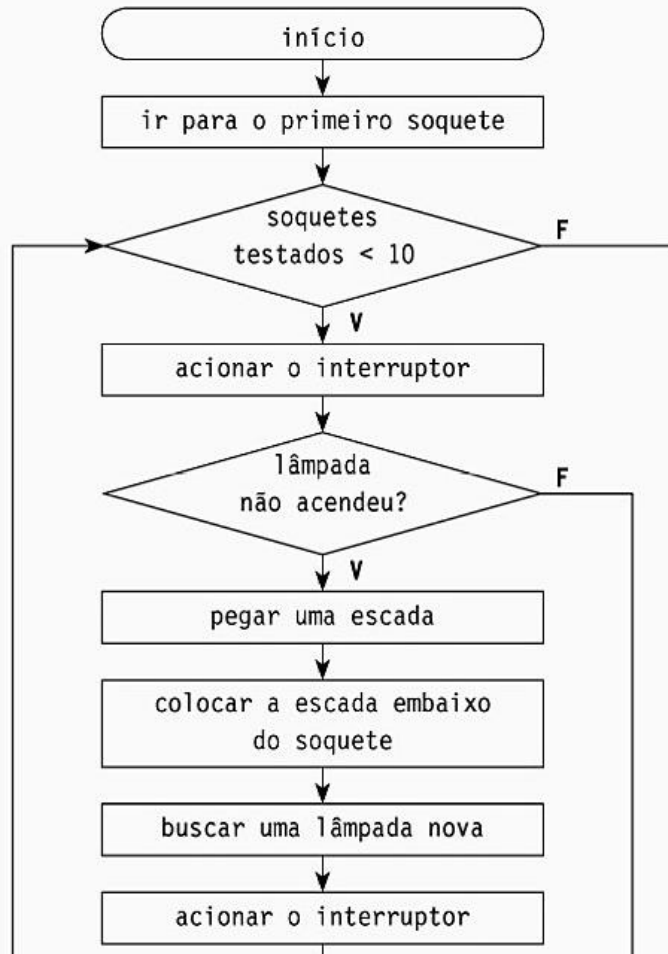 início
ir para o primeiro soquete
soquetes
testados < 10
F
V
acionar o interruptor
lâmpada
não acendeu?
F
V
pegar uma escada
colocar a escada embaixo
do soquete
buscar uma lâmpada nova
acionar o interruptor